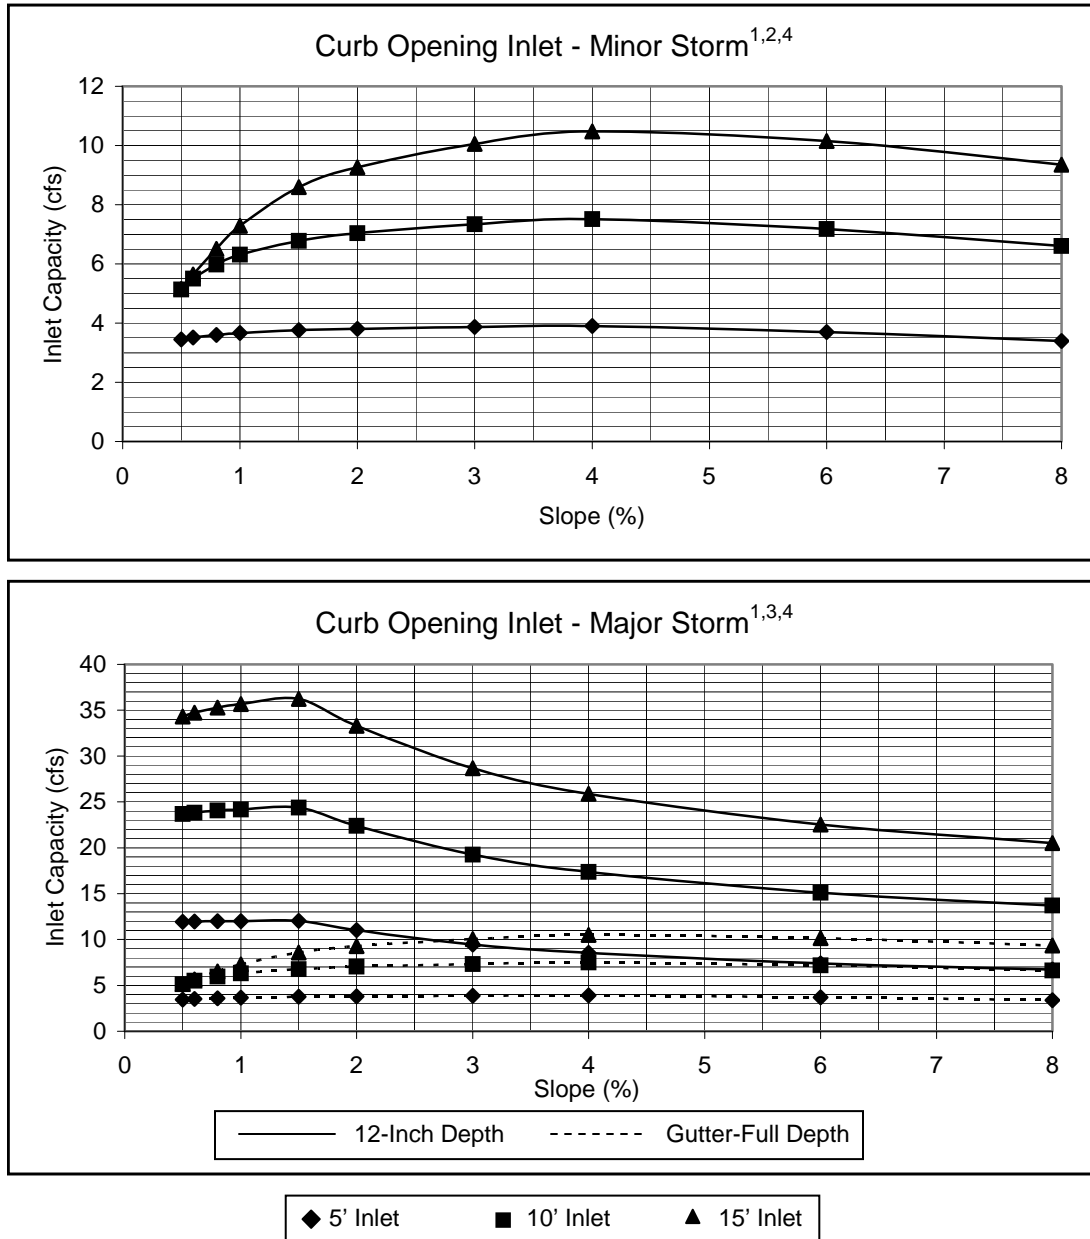 Curb Opening Inlet - Minor Storm1,2,4
12
10
8
6
4
2
0
Inlet Capacity (cfs)
0 1 2 3 4 5 6 7 8
Slope (%)
Curb Opening Inlet - Major Storm1,3,4
40
35
30
25
20
15
10
5
0
Inlet Capacity (cfs)
0 1 2 3 4 5 6 7 8
Slope (%)
12-Inch Depth Gutter-Full Depth
5' Inlet 10' Inlet 15' Inlet